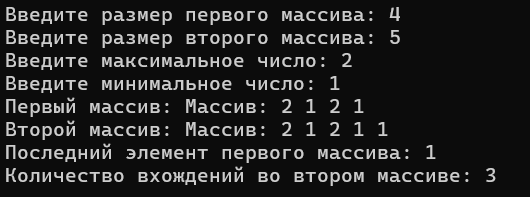 Введите размер первого массива: 4
Введите размер второго массива: 5
Введите максимальное число: 2
Введите минимальное число: 1
Первый массив: Массив: 2 1 2 1
Второй массив: Массив: 2 1 2 1 1
Последний элемент первого массива: 1
Количество вхождений во втором массиве: 3